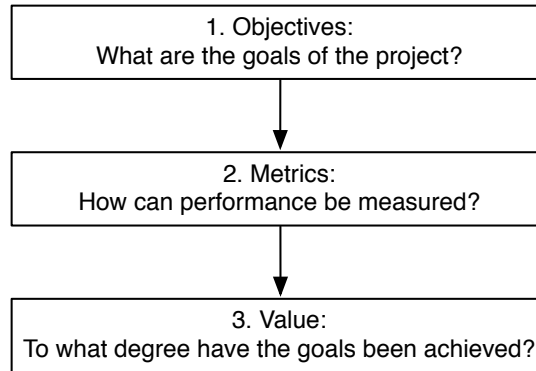 1. Objectives:
What are the goals of the project?
2. Metrics:
How can performance be measured?
3. Value:
To what degree have the goals been achieved?